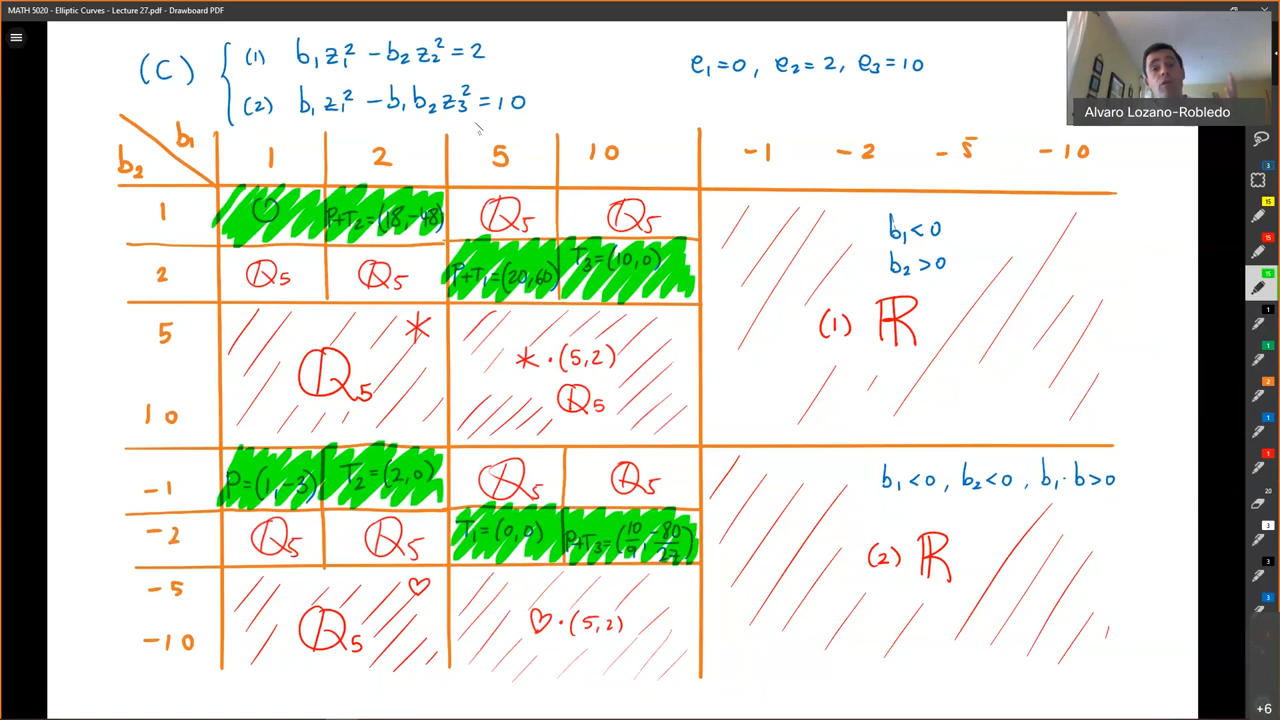 MATH 5020 - Elliptic Curves - Lecture 27.pdf - Drawboard PDF
Alvaro Lozano-Robledo
(C) { (1) b₁z₁² − b₂z₂² = 2
(2) b₁z₁² − b₁b₂z₃² = 10
e₁=0, e₂=2, e₃=10
b₂ \ b₁ 1 2 5 10 -1 -2 -5 -10
1 O P+T₂=(18,-48) ℚ₅ ℚ₅
2 ℚ₅ ℚ₅ P+T₁=(20,60) T₃=(10,0)
b₁<0
b₂>0
(1) ℝ
5 ℚ₅ * * · (5,2)
10 ℚ₅
-1 P=(1,-3) T₂=(2,0) ℚ₅ ℚ₅
b₁<0, b₂<0, b₁·b>0
-2 ℚ₅ ℚ₅ T₁=(0,0) P+T₃=(10/9, -80/27)
(2) ℝ
-5 ℚ₅ ♡ ♡ · (5,2)
-10
+6